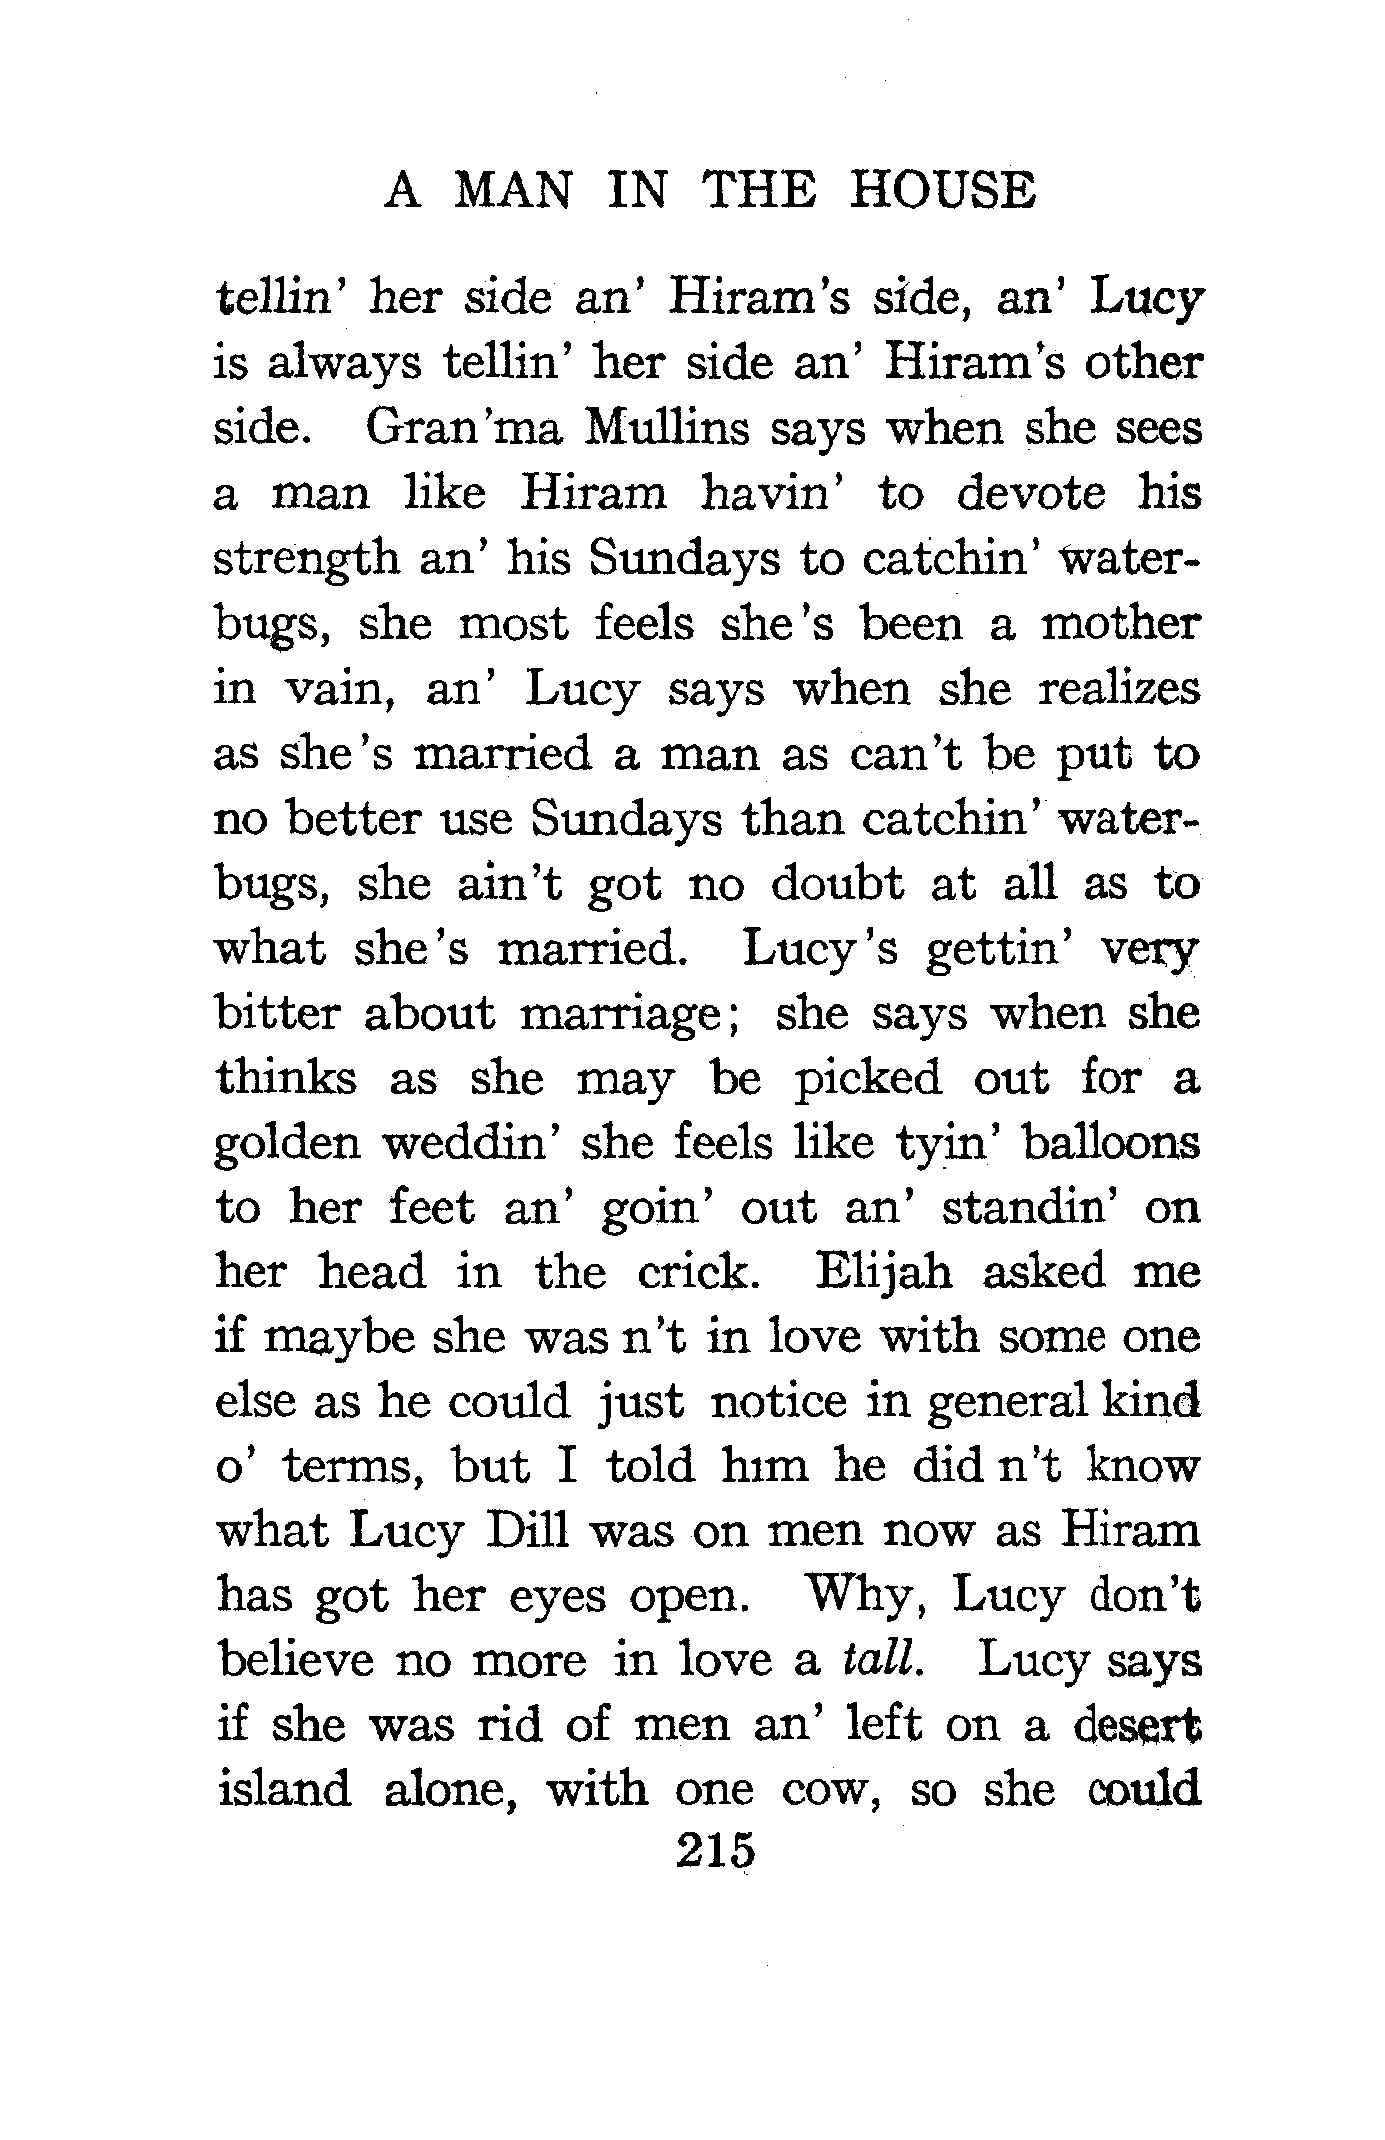 A MAN IN THE HOUSE
tellin' her side an' Hiram's side, an' Lucy
is always tellin' her side an' Hiram's other
side. Gran'ma Mullins says when she sees
a man like Hiram havin' to devote his
strength an' his Sundays to catchin' water-
bugs, she most feels she's been a mother
in vain, an' Lucy says when she realizes
as she's married a man as can't be put to
no better use Sundays than catchin' water-
bugs, she ain't got no doubt at all as to
what she's married. Lucy's gettin' very
bitter about marriage; she says when she
thinks as she may be picked out for a
golden weddin' she feels like tyin' balloons
to her feet an' goin' out an' standin' on
her head in the crick. Elijah asked me
if maybe she was n't in love with some one
else as he could just notice in general kind
o' terms, but I told him he did n't know
what Lucy Dill was on men now as Hiram
has got her eyes open. Why, Lucy don't
believe no more in love a tall. Lucy says
if she was rid of men an' left on a desert
island alone, with one cow, so she could
215